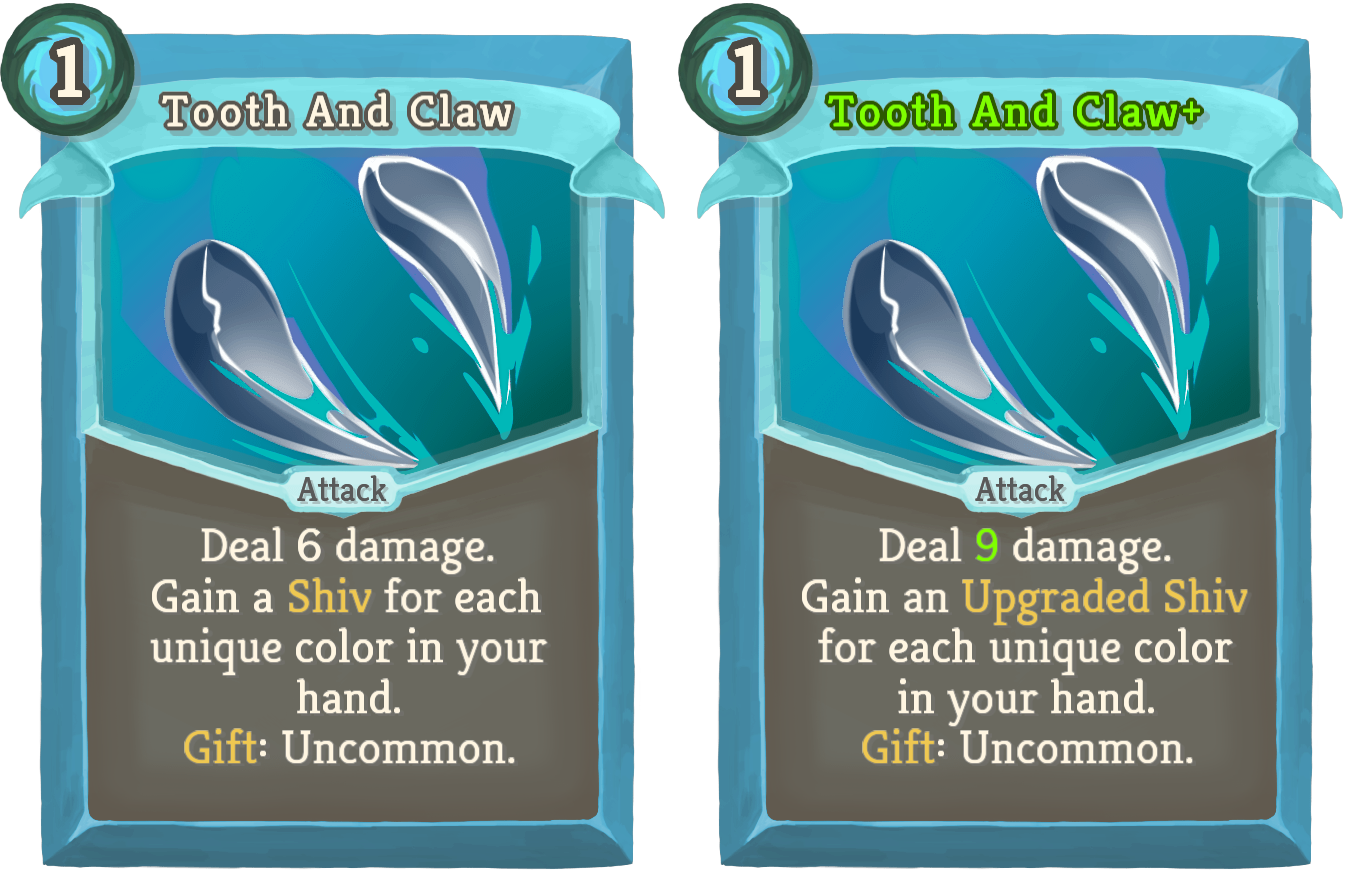 1
Tooth And Claw
Attack
Deal 6 damage.
Gain a Shiv for each
unique color in your
hand.
Gift: Uncommon.
1
Tooth And Claw+
Attack
Deal 9 damage.
Gain an Upgraded Shiv
for each unique color
in your hand.
Gift: Uncommon.